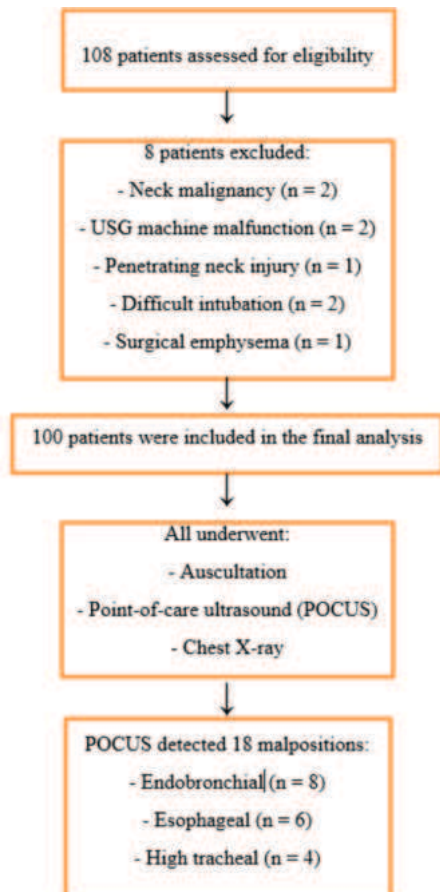 108 patients assessed for eligibility
8 patients excluded:
- Neck malignancy (n = 2)
- USG machine malfunction (n = 2)
- Penetrating neck injury (n = 1)
- Difficult intubation (n = 2)
- Surgical emphysema (n = 1)
100 patients were included in the final analysis
All underwent:
- Auscultation
- Point-of-care ultrasound (POCUS)
- Chest X-ray
POCUS detected 18 malpositions:
- Endobronchial (n = 8)
- Esophageal (n = 6)
- High tracheal (n = 4)